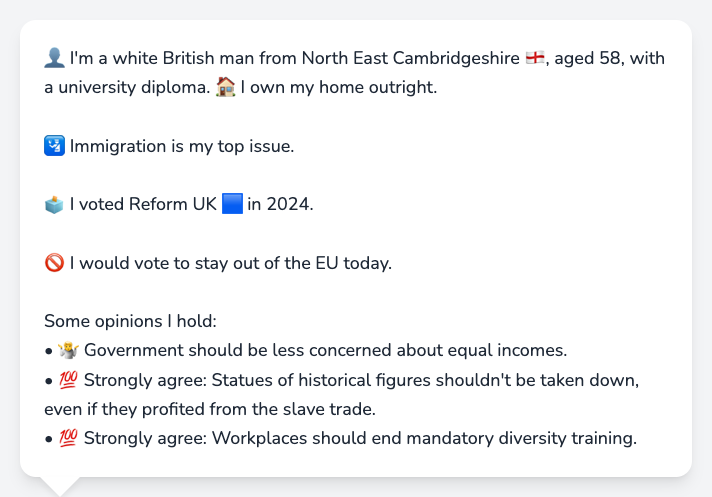 👤 I'm a white British man from North East Cambridgeshire 🏴󠁧󠁢󠁥󠁮󠁧󠁿, aged 58, with
a university diploma. 🏠 I own my home outright.
🛂 Immigration is my top issue.
🗳️ I voted Reform UK 🟦 in 2024.
🚫 I would vote to stay out of the EU today.
Some opinions I hold:
• 🤷 Government should be less concerned about equal incomes.
• 💯 Strongly agree: Statues of historical figures shouldn't be taken down,
even if they profited from the slave trade.
• 💯 Strongly agree: Workplaces should end mandatory diversity training.